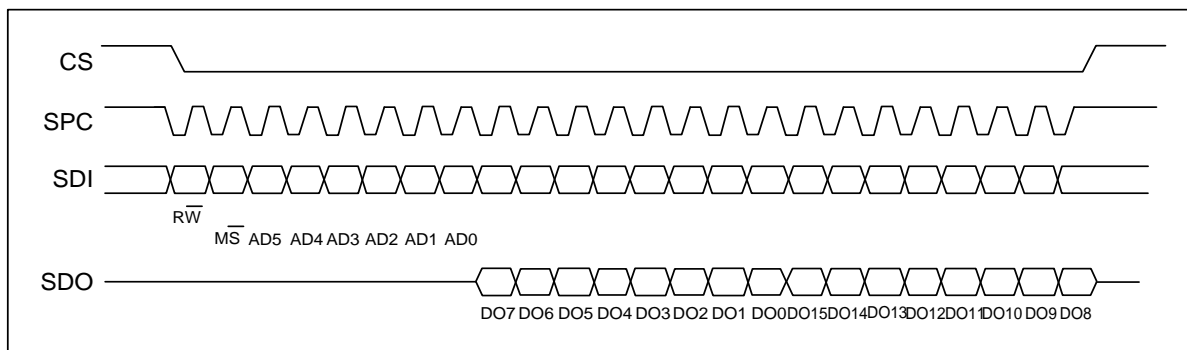 CS
SPC
SDI
RW̅
MS̅ AD5 AD4 AD3 AD2 AD1 AD0
SDO
DO7 DO6 DO5 DO4 DO3 DO2 DO1 DO0 DO15 DO14 DO13 DO12 DO11 DO10 DO9 DO8